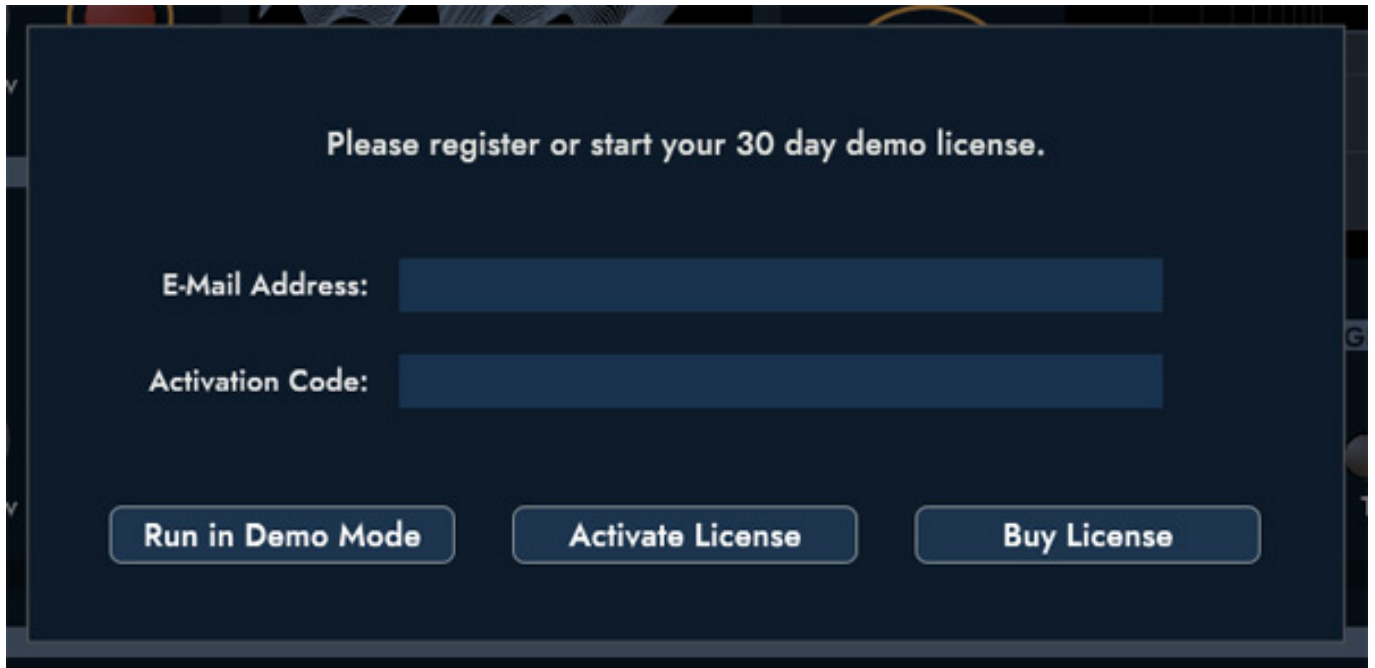 Please register or start your 30 day demo license.
E-Mail Address:
Activation Code:
Run in Demo Mode
Activate License
Buy License